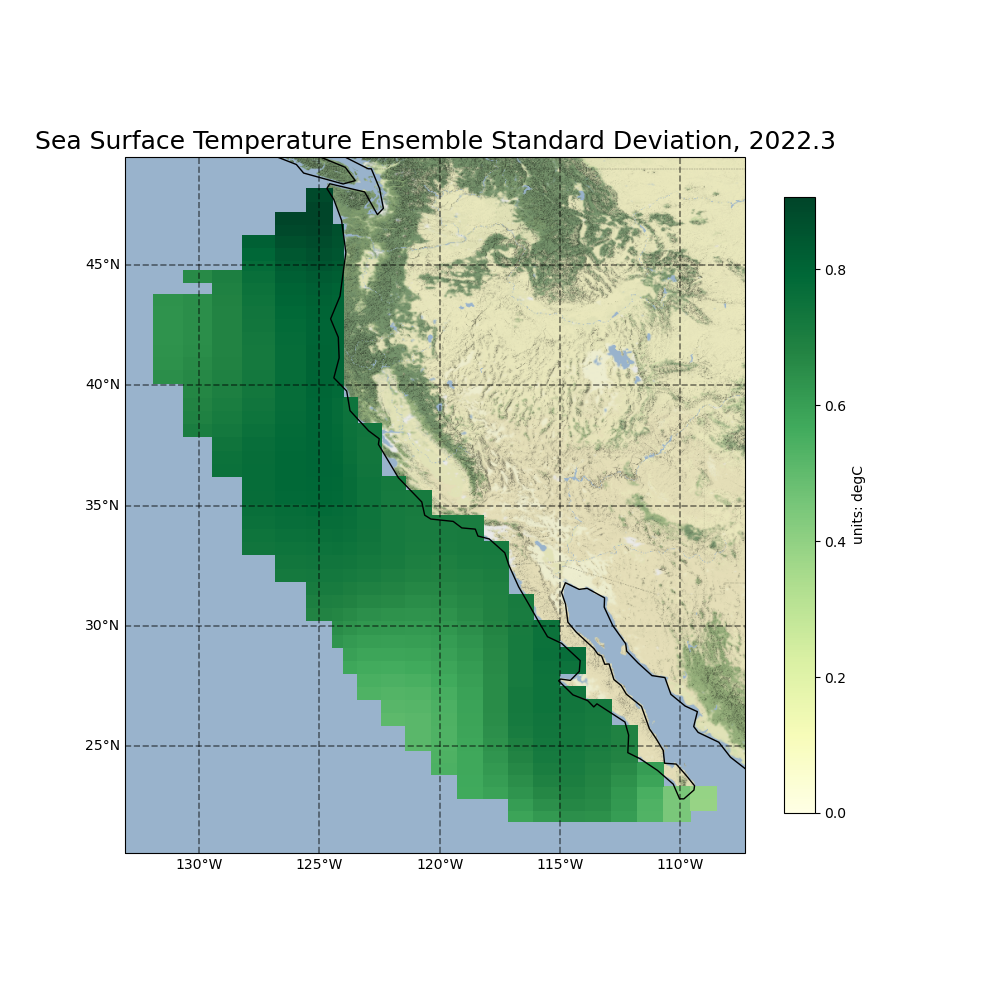 Sea Surface Temperature Ensemble Standard Deviation, 2022.3
45°N
40°N
35°N
30°N
25°N
130°W
125°W
120°W
115°W
110°W
0.8
0.6
0.4
0.2
0.0
units: degC